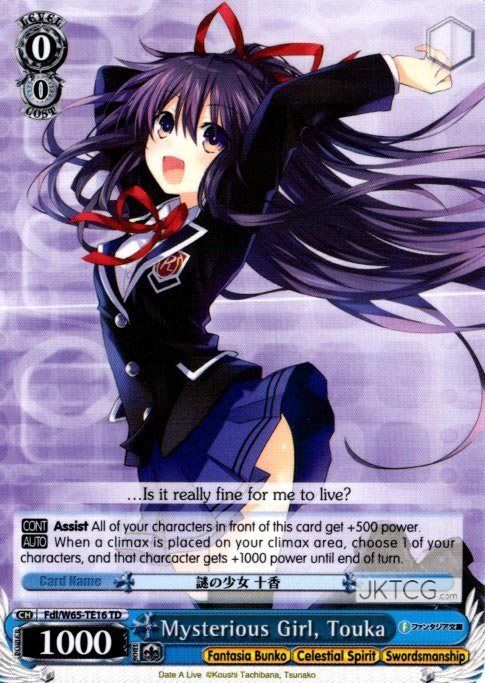 LEVEL
0
0
COST
…Is it really fine for me to live?
CONT Assist All of your characters in front of this card get +500 power.
AUTO When a climax is placed on your climax area, choose 1 of your
characters, and that charcacter gets +1000 power until end of turn.
Card Name 謎の少女 十香
JKTCG.com
CH Fdl/W65-TE16 TD
POWER 1000 SOUL Mysterious Girl, Touka ファンタジア文庫
Fantasia Bunko Celestial Spirit Swordsmanship
Date A Live ©Koushi Tachibana, Tsunako